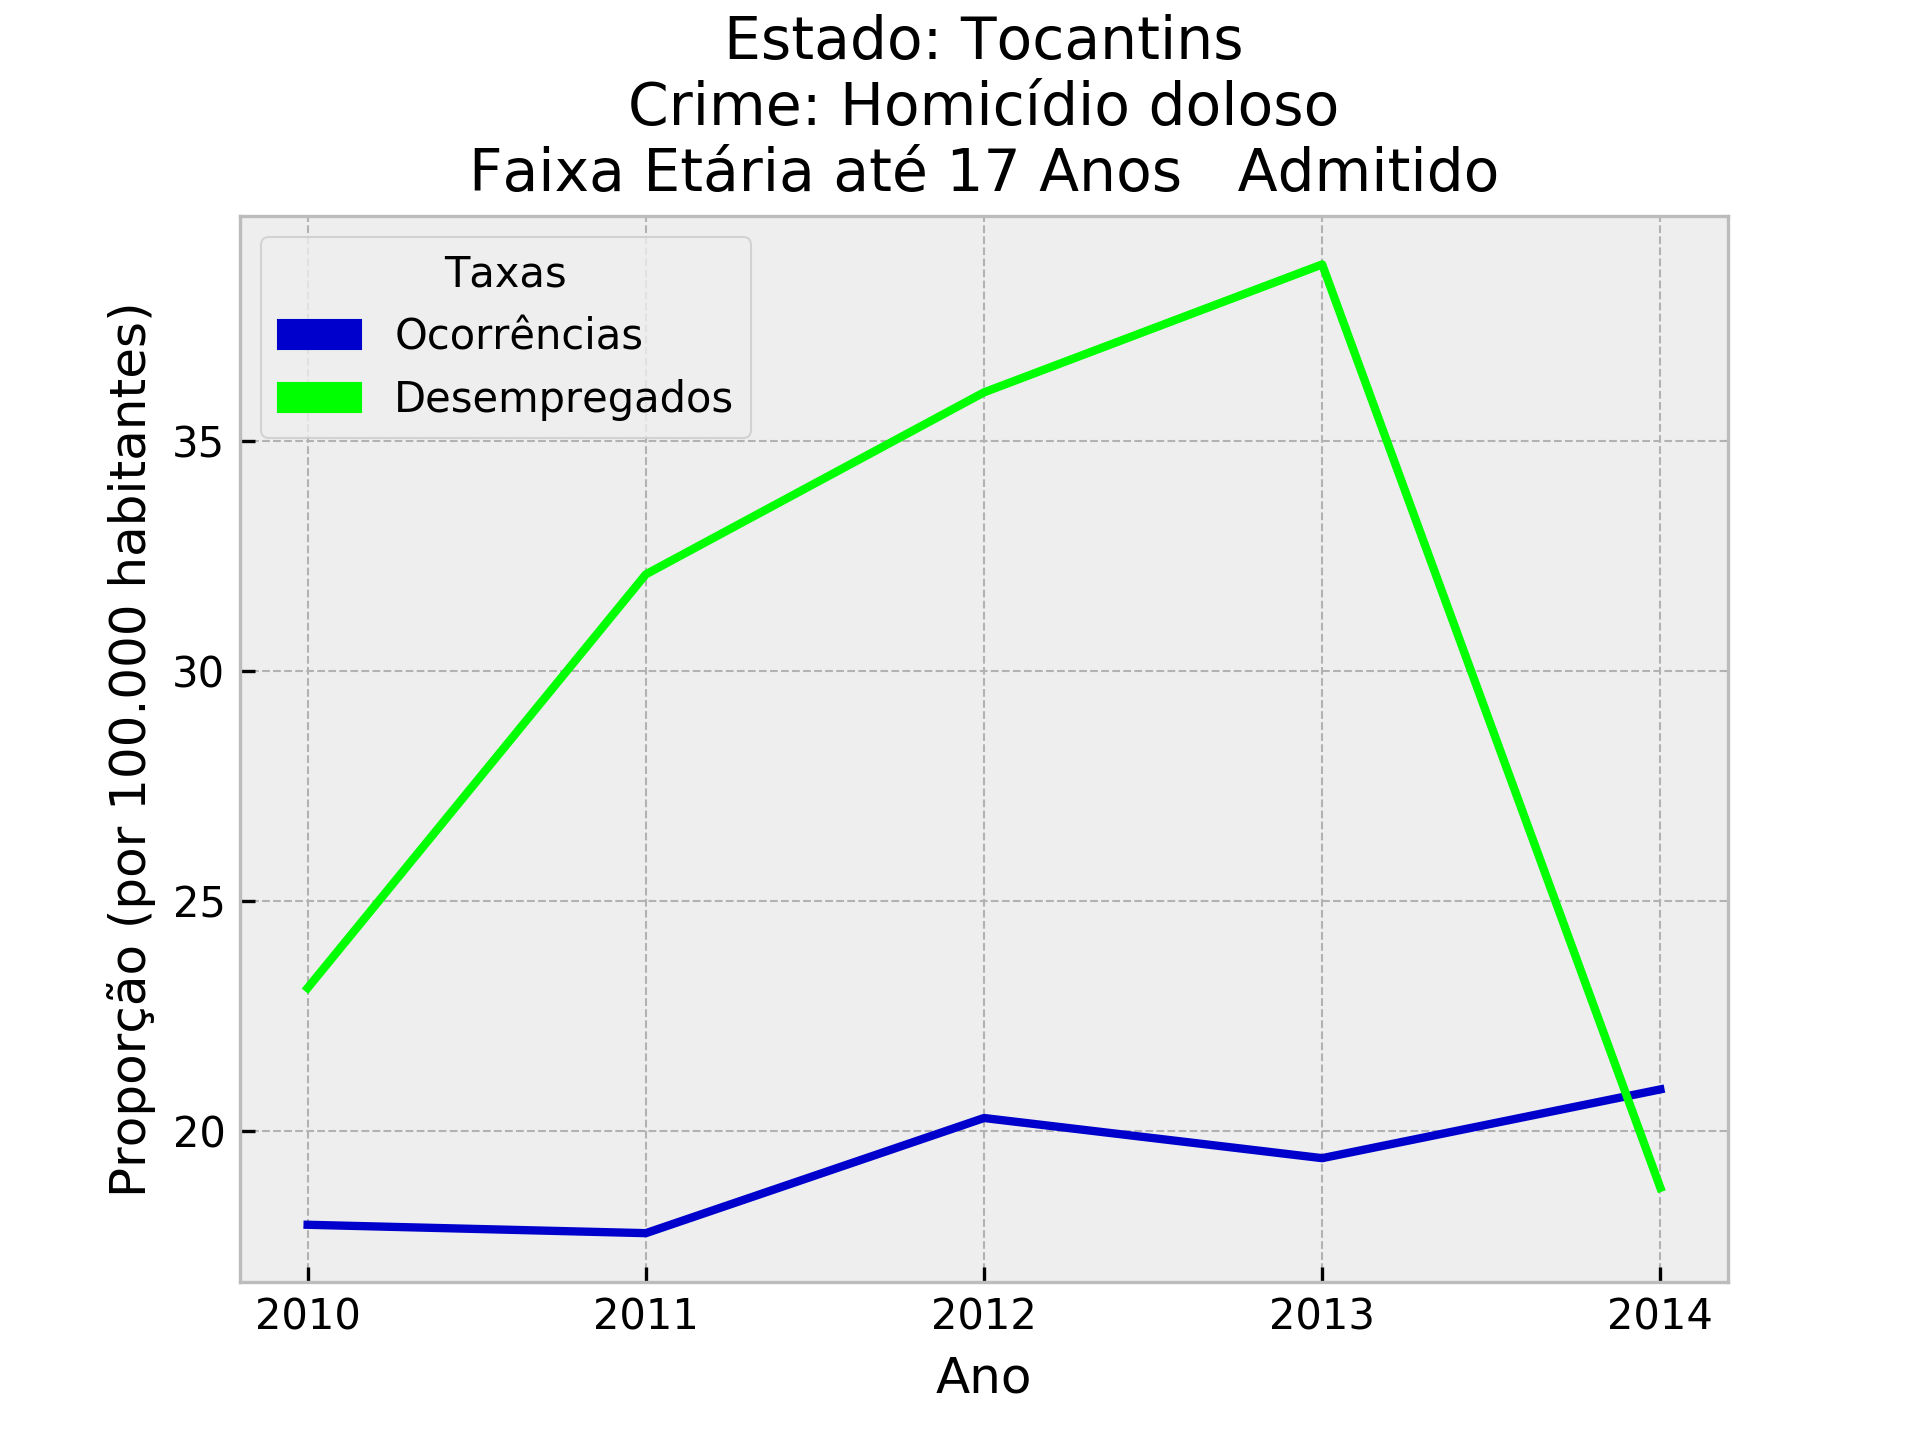 Estado: Tocantins
Crime: Homicídio doloso
Faixa Etária até 17 Anos   Admitido
Taxas
Ocorrências
Desempregados
Proporção (por 100.000 habitantes)
35
30
25
20
2010 2011 2012 2013 2014
Ano